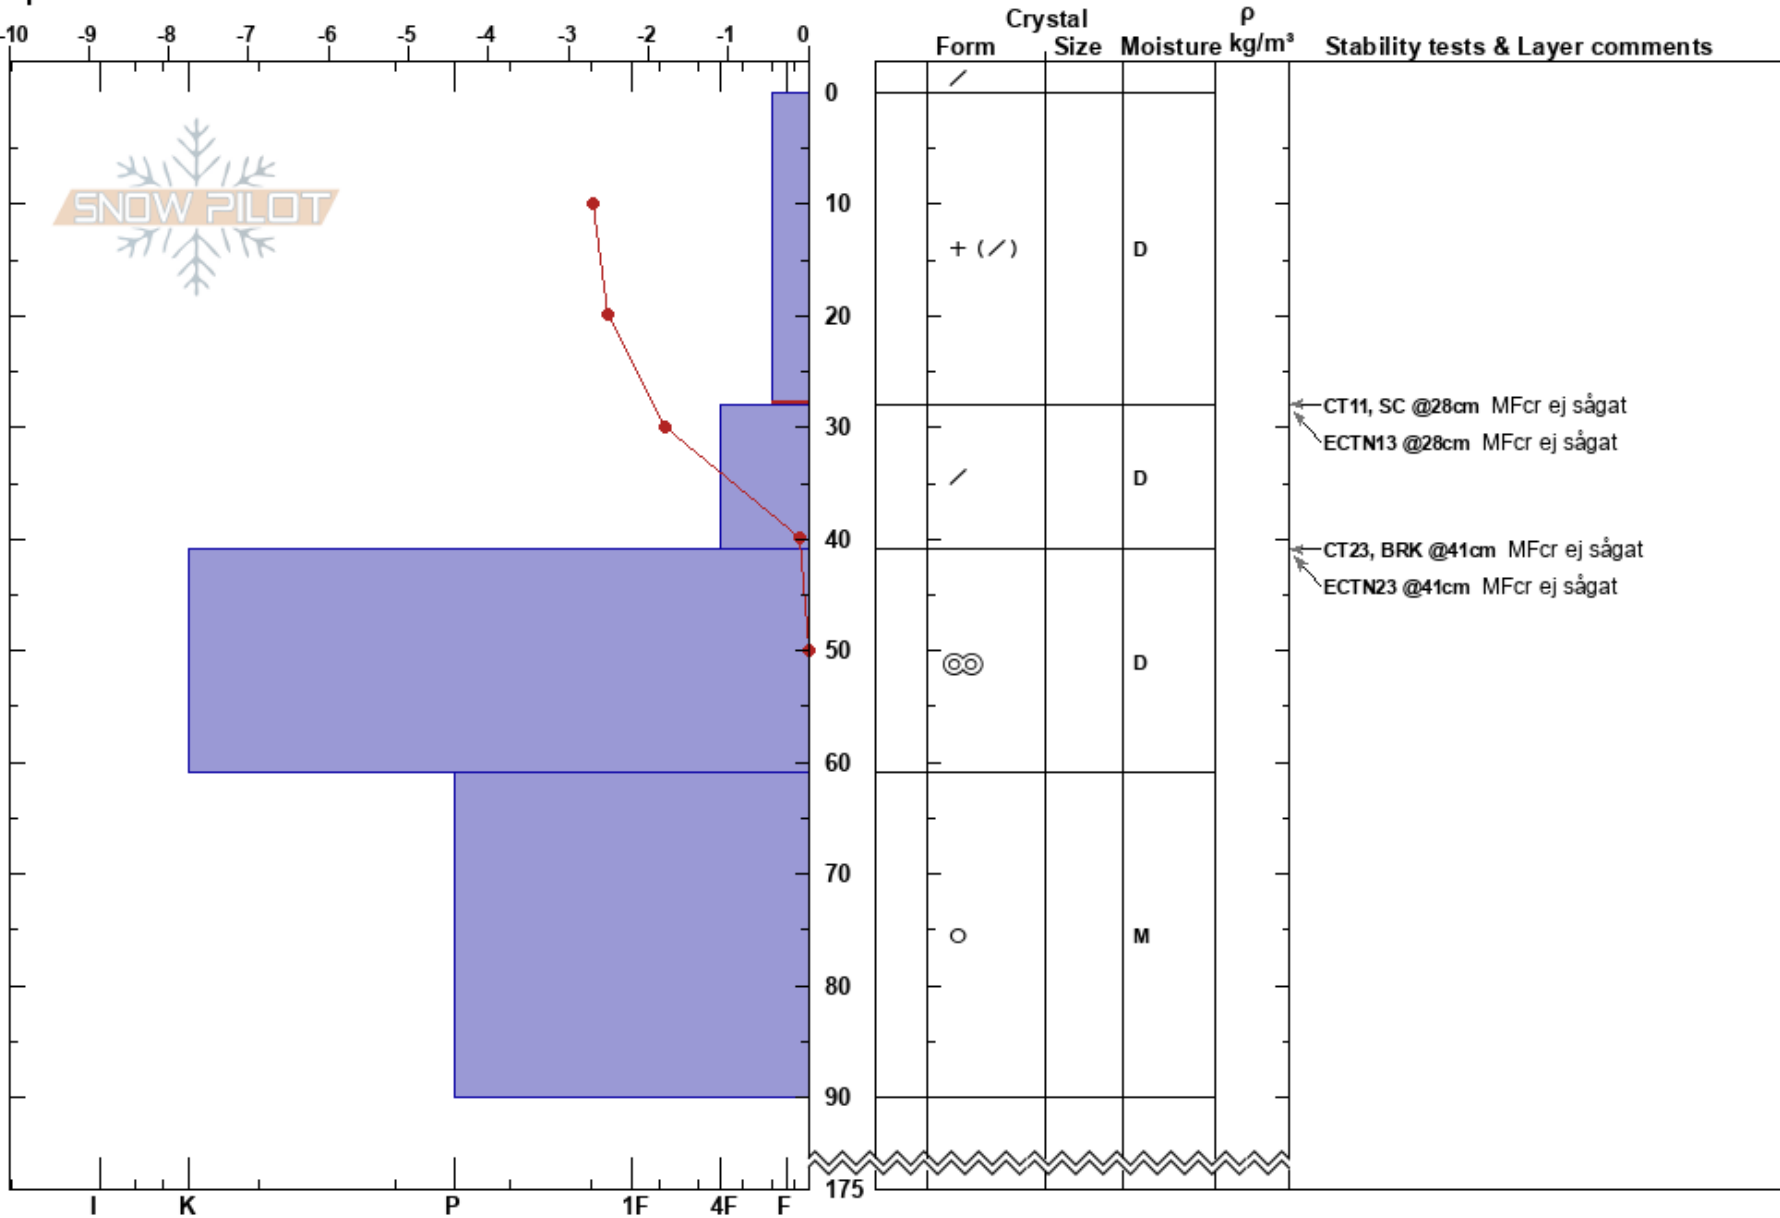 Crystal ρ
-10 -9 -8 -7 -6 -5 -4 -3 -2 -1 0 Form Size Moisture kg/m³ Stability tests & Layer comments
0
SNOW PILOT
10
+ (/) D
20
CT11, SC @28cm MFcr ej sågat
30
ECTN13 @28cm MFcr ej sågat
D
40
CT23, BRK @41cm MFcr ej sågat
ECTN23 @41cm MFcr ej sågat
50
D
60
70
M
80
90
175
I K P 1F 4F F